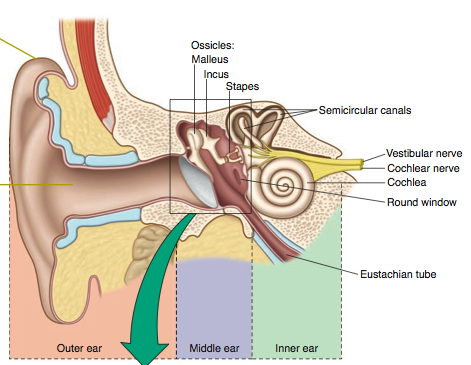 Ossicles:
Malleus
Incus
Stapes
Semicircular canals
Vestibular nerve
Cochlear nerve
Cochlea
Round window
Eustachian tube
Outer ear
Middle ear
Inner ear